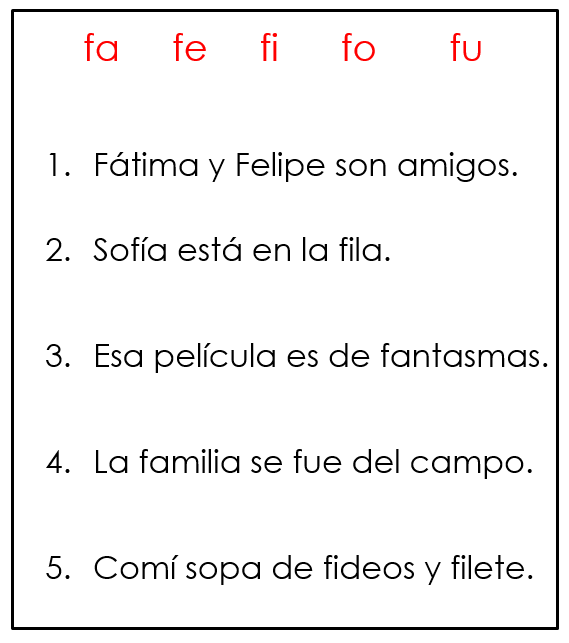 fa fe fi fo fu
1. Fátima y Felipe son amigos.
2. Sofía está en la fila.
3. Esa película es de fantasmas.
4. La familia se fue del campo.
5. Comí sopa de fideos y filete.